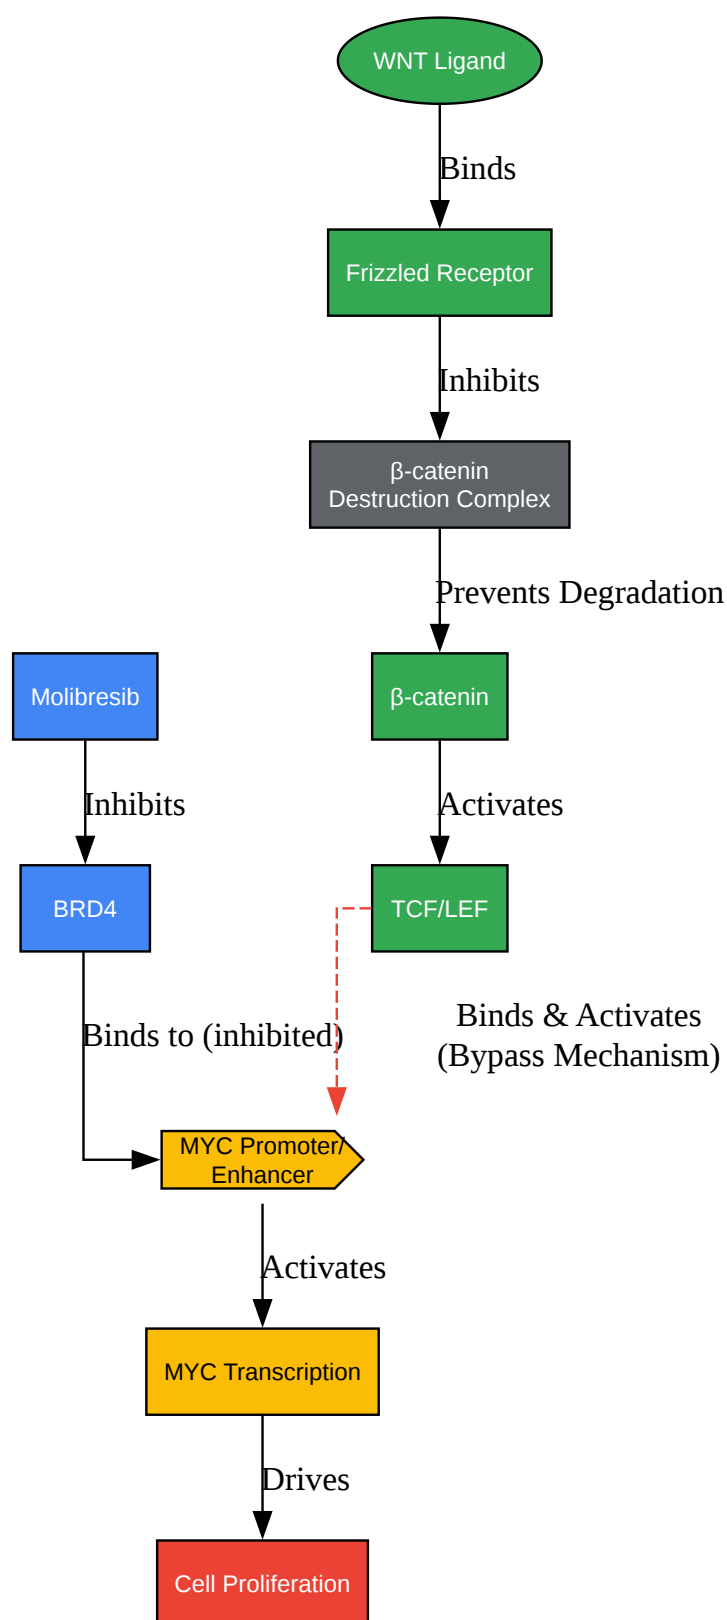 WNT Ligand
Binds
Frizzled Receptor
Inhibits
β-catenin
Destruction Complex
Prevents Degradation
Molibresib
β-catenin
Inhibits
Activates
BRD4
TCF/LEF
Binds to (inhibited)
Binds & Activates
(Bypass Mechanism)
MYC Promoter/
Enhancer
Activates
MYC Transcription
Drives
Cell Proliferation